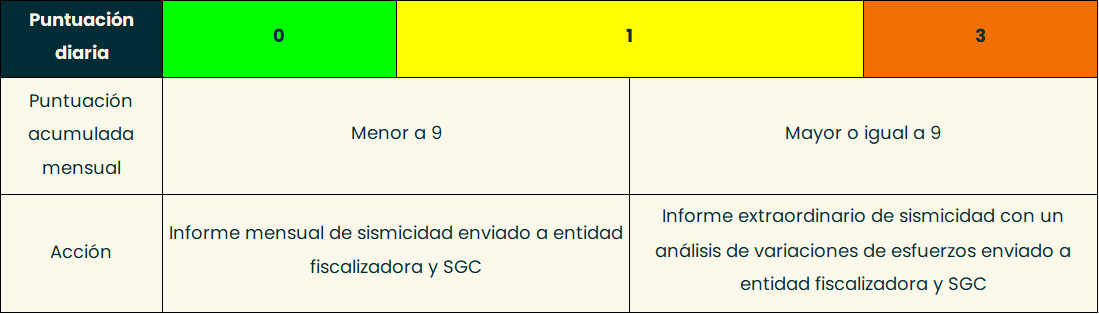 Puntuación
diaria
0
1
3
Puntuación
acumulada
mensual
Menor a 9
Mayor o igual a 9
Acción
Informe mensual de sismicidad enviado a entidad
fiscalizadora y SGC
Informe extraordinario de sismicidad con un
análisis de variaciones de esfuerzos enviado a
entidad fiscalizadora y SGC